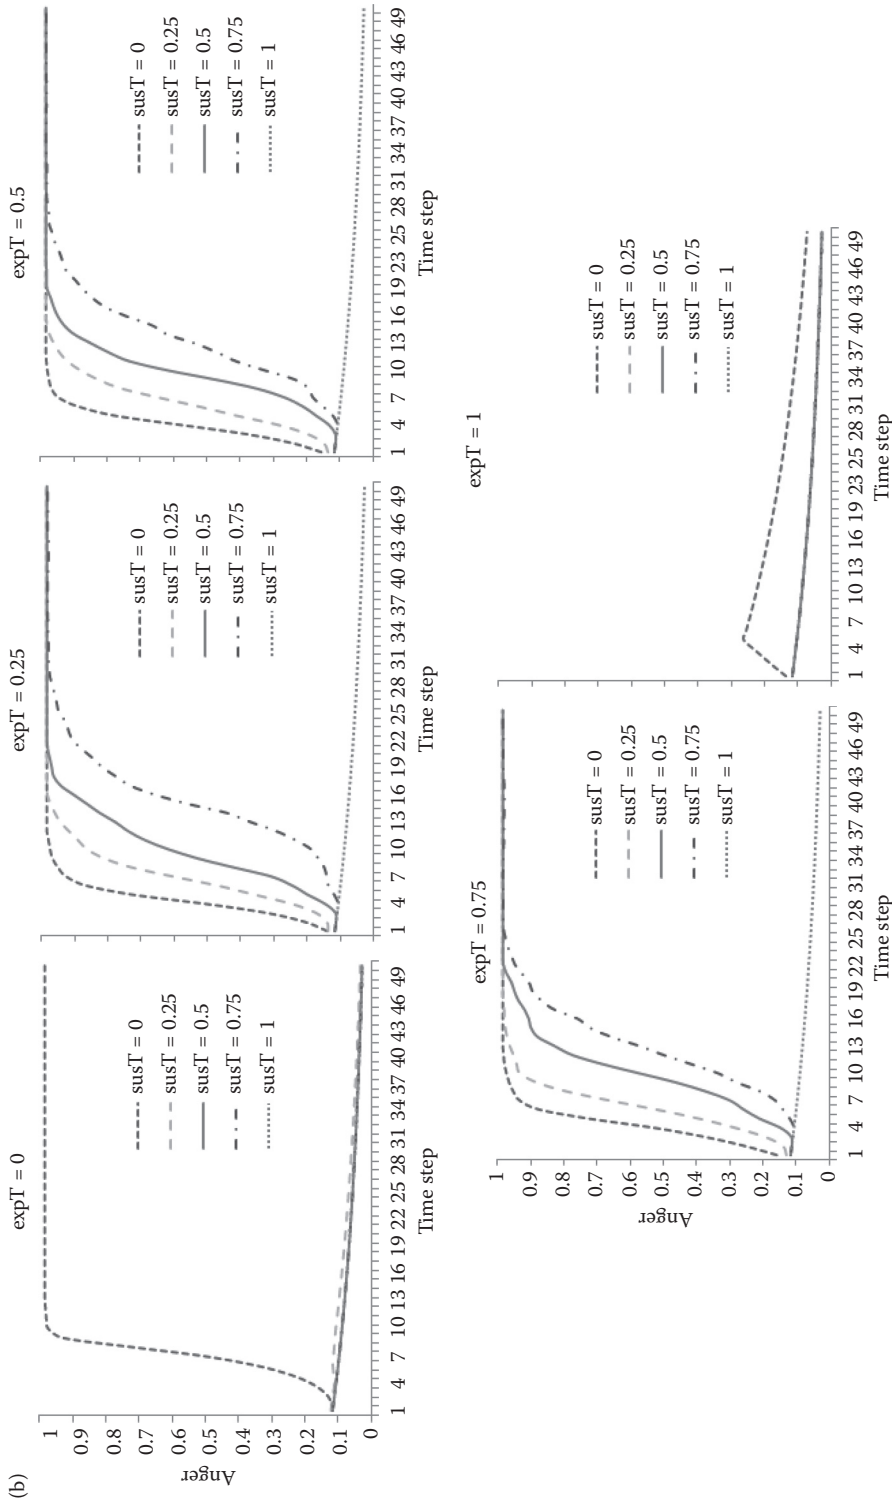 (b)
expT = 0
Anger
1
0.9
0.8
0.7
0.6
0.5
0.4
0.3
0.2
0.1
0
susT = 0
susT = 0.25
susT = 0.5
susT = 0.75
susT = 1
1 4 7 10 13 16 19 22 25 28 31 34 37 40 43 46 49
Time step
expT = 0.25
susT = 0
susT = 0.25
susT = 0.5
susT = 0.75
susT = 1
1 4 7 10 13 16 19 22 25 28 31 34 37 40 43 46 49
Time step
expT = 0.5
susT = 0
susT = 0.25
susT = 0.5
susT = 0.75
susT = 1
1 4 7 10 13 16 19 23 25 28 31 34 37 40 43 46 49
Time step
expT = 0.75
Anger
1
0.9
0.8
0.7
0.6
0.5
0.4
0.3
0.2
0.1
0
susT = 0
susT = 0.25
susT = 0.5
susT = 0.75
susT = 1
1 4 7 10 13 16 19 22 25 28 31 34 37 40 43 46 49
Time step
expT = 1
susT = 0
susT = 0.25
susT = 0.5
susT = 0.75
susT = 1
1 4 7 10 13 16 19 23 25 28 31 34 37 40 43 46 49
Time step